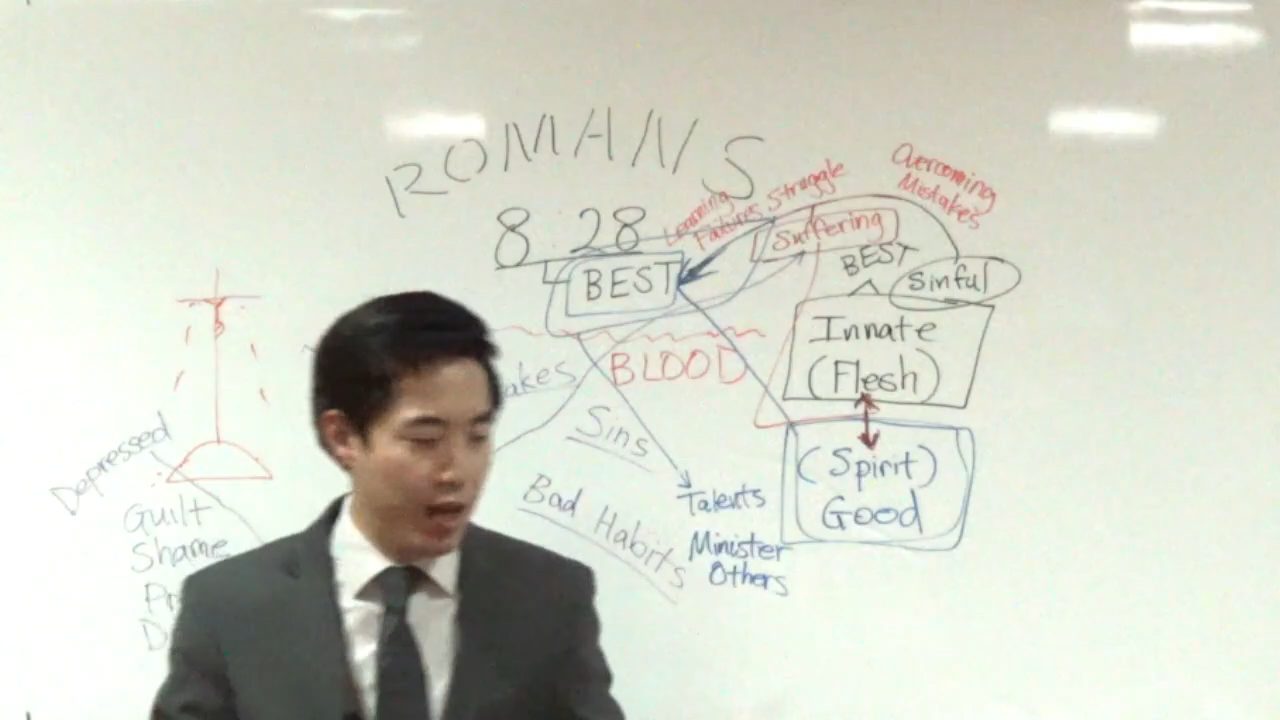 ROMANS
8 28
Learning
Failures Struggle
Overcoming
Mistakes
Suffering
BEST
BEST
Sinful
Innate
(Flesh)
BLOOD
akes
Sins
(Spirit)
Good
Depressed
Guilt
Shame
Bad Habits
Talents
Minister
Others